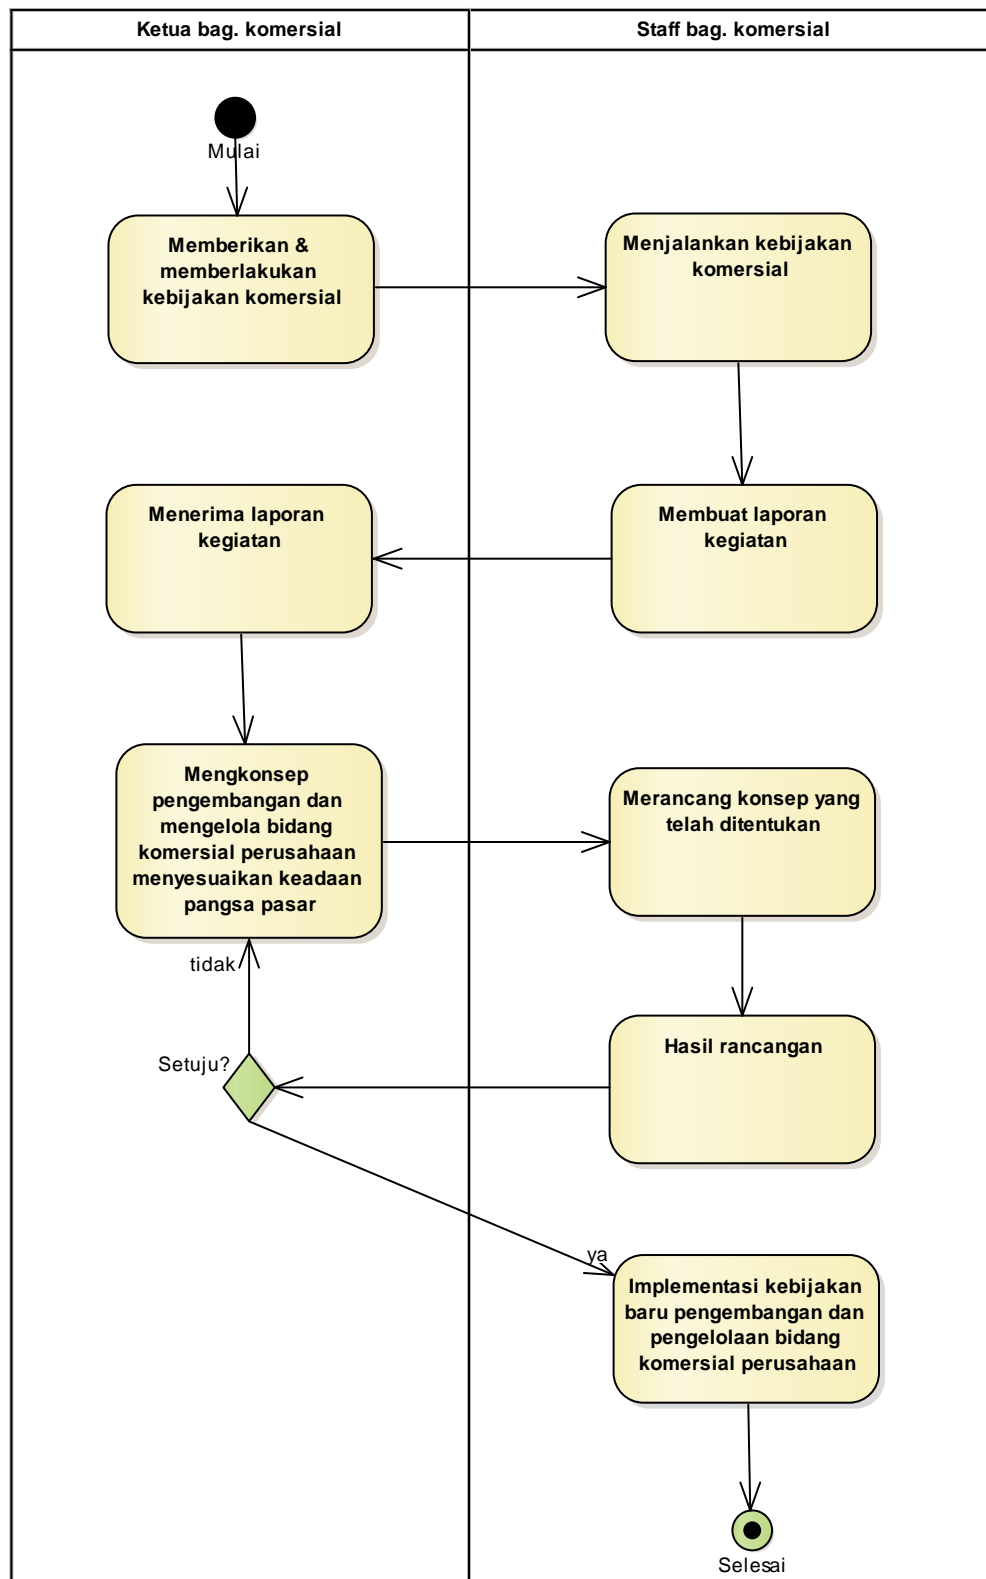 Ketua bag. komersial
Staff bag. komersial
Mulai
Memberikan &
memberlakukan
kebijakan komersial
Menjalankan kebijakan
komersial
Menerima laporan
kegiatan
Membuat laporan
kegiatan
Mengkonsep
pengembangan dan
mengelola bidang
komersial perusahaan
menyesuaikan keadaan
pangsa pasar
Merancang konsep yang
telah ditentukan
tidak
Setuju?
Hasil rancangan
ya
Implementasi kebijakan
baru pengembangan dan
pengelolaan bidang
komersial perusahaan
Selesai